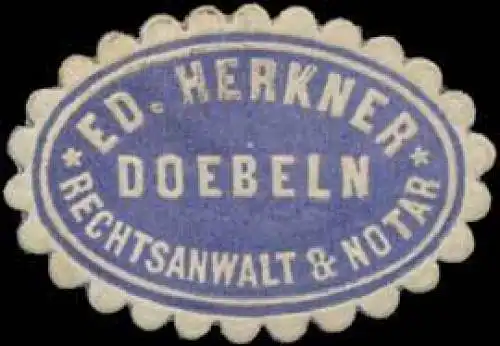 ED. HERKNER
DOEBELN
* RECHTSANWALT & NOTAR *